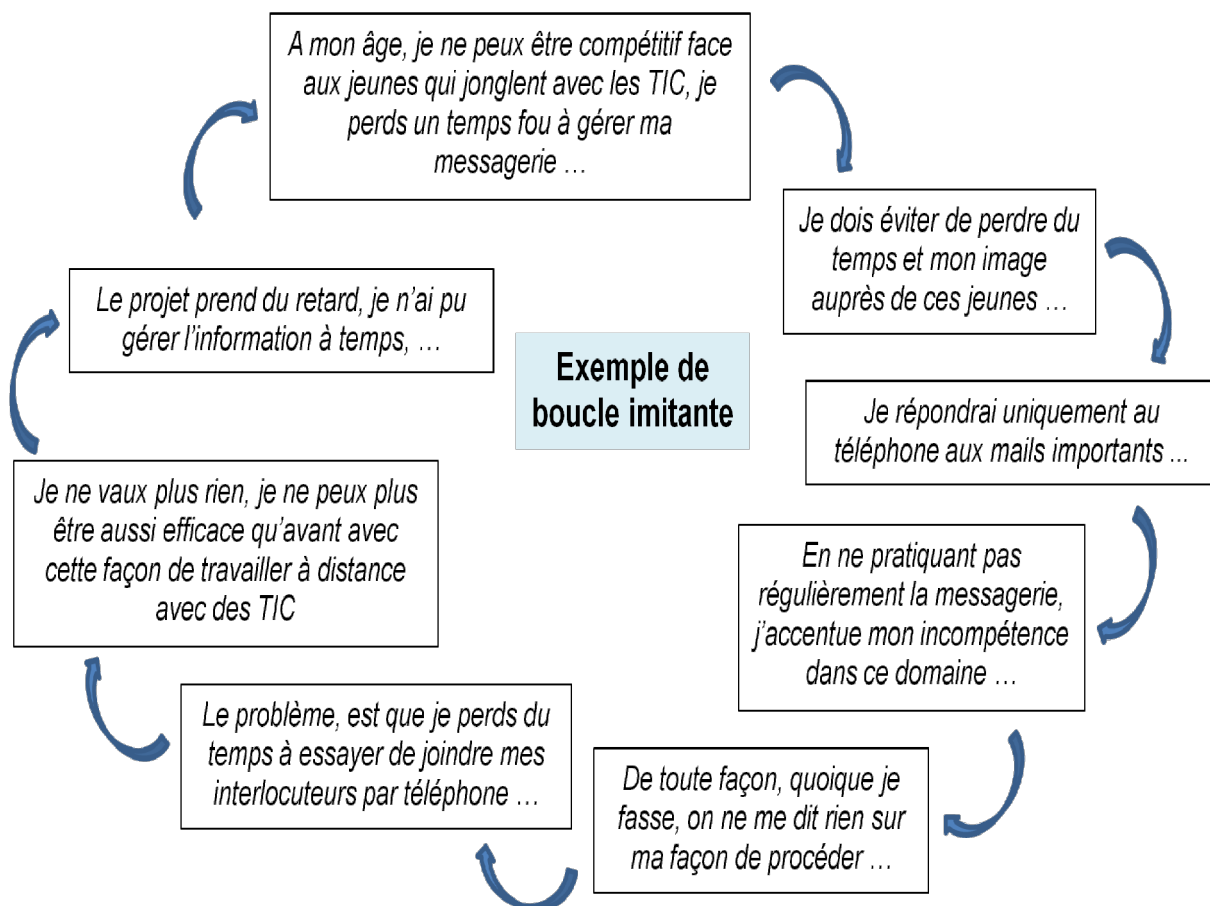 A mon âge, je ne peux être compétitif face
aux jeunes qui jonglent avec les TIC, je
perds un temps fou à gérer ma
messagerie …
Je dois éviter de perdre du
temps et mon image
auprès de ces jeunes …
Je répondrai uniquement au
téléphone aux mails importants ...
En ne pratiquant pas
régulièrement la messagerie,
j’accentue mon incompétence
dans ce domaine …
De toute façon, quoique je
fasse, on ne me dit rien sur
ma façon de procéder …
Le problème, est que je perds du
temps à essayer de joindre mes
interlocuteurs par téléphone …
Je ne vaux plus rien, je ne peux plus
être aussi efficace qu’avant avec
cette façon de travailler à distance
avec des TIC
Le projet prend du retard, je n’ai pu
gérer l’information à temps, …
Exemple de
boucle imitante